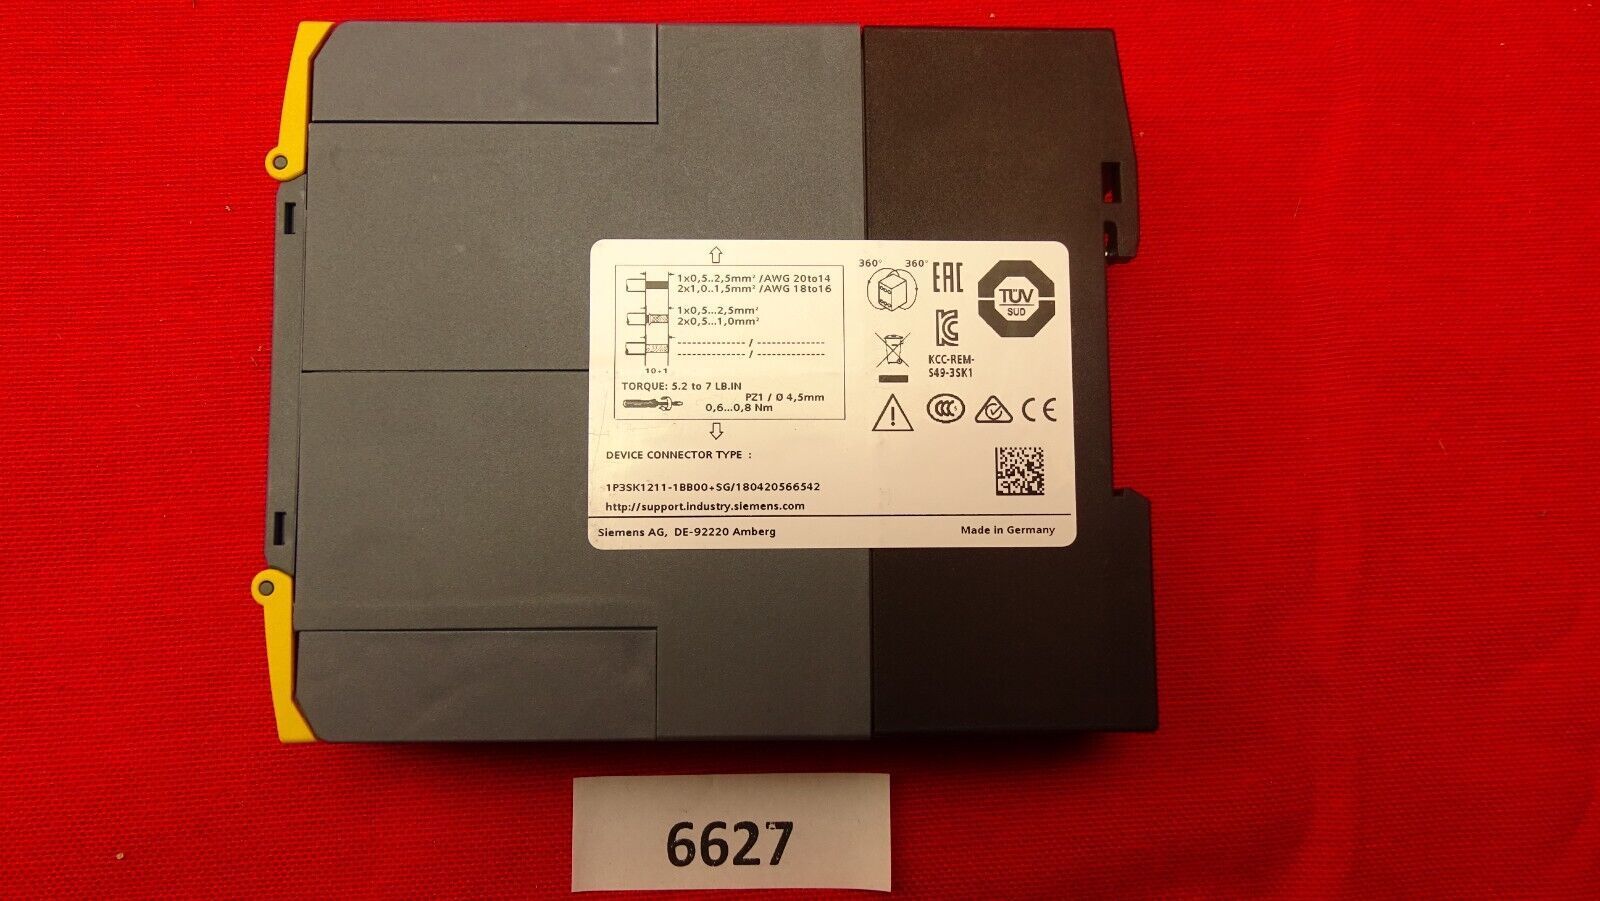 1x0,5..2,5mm² /AWG 20to14
2x1,0..1,5mm² /AWG 18to16
1x0,5...2,5mm²
2x0,5...1,0mm²
------------ / ------------
------------ / ------------
10+1
TORQUE: 5.2 to 7 LB.IN
PZ1 / Ø 4,5mm
0,6...0,8 Nm
360° 360°
EAC
TÜV
SUD
KC
KCC-REM-
S49-3SK1
CCC S
CE
DEVICE CONNECTOR TYPE :
1P3SK1211-1BB00+SG/180420566542
http://support.industry.siemens.com
Siemens AG, DE-92220 Amberg
Made in Germany
6627